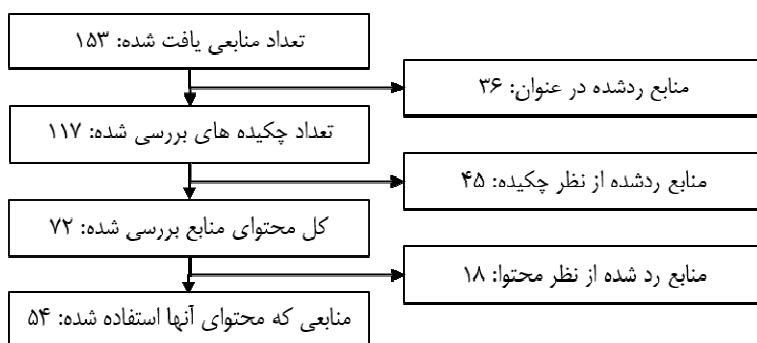 تعداد منابعی یافت شده: ۱۵۳
منابع ردشده در عنوان: ۳۶
تعداد چکیده های بررسی شده: ۱۱۷
منابع ردشده از نظر چکیده: ۴۵
کل محتوای منابع بررسی شده: ۷۲
منابع رد شده از نظر محتوا: ۱۸
منابعی که محتوای آنها استفاده شده: ۵۴